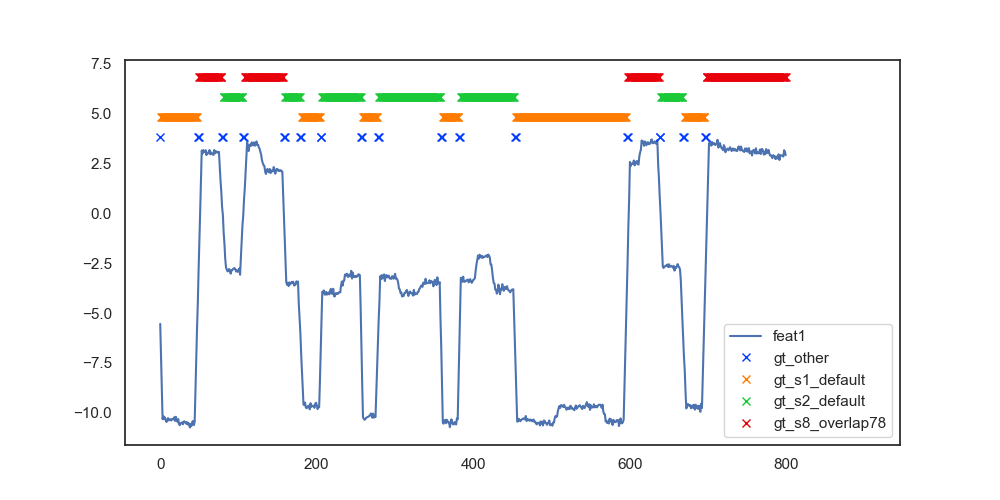 7.5
5.0
2.5
0.0
−2.5
−5.0
−7.5
−10.0
0 200 400 600 800
feat1
gt_other
gt_s1_default
gt_s2_default
gt_s8_overlap78